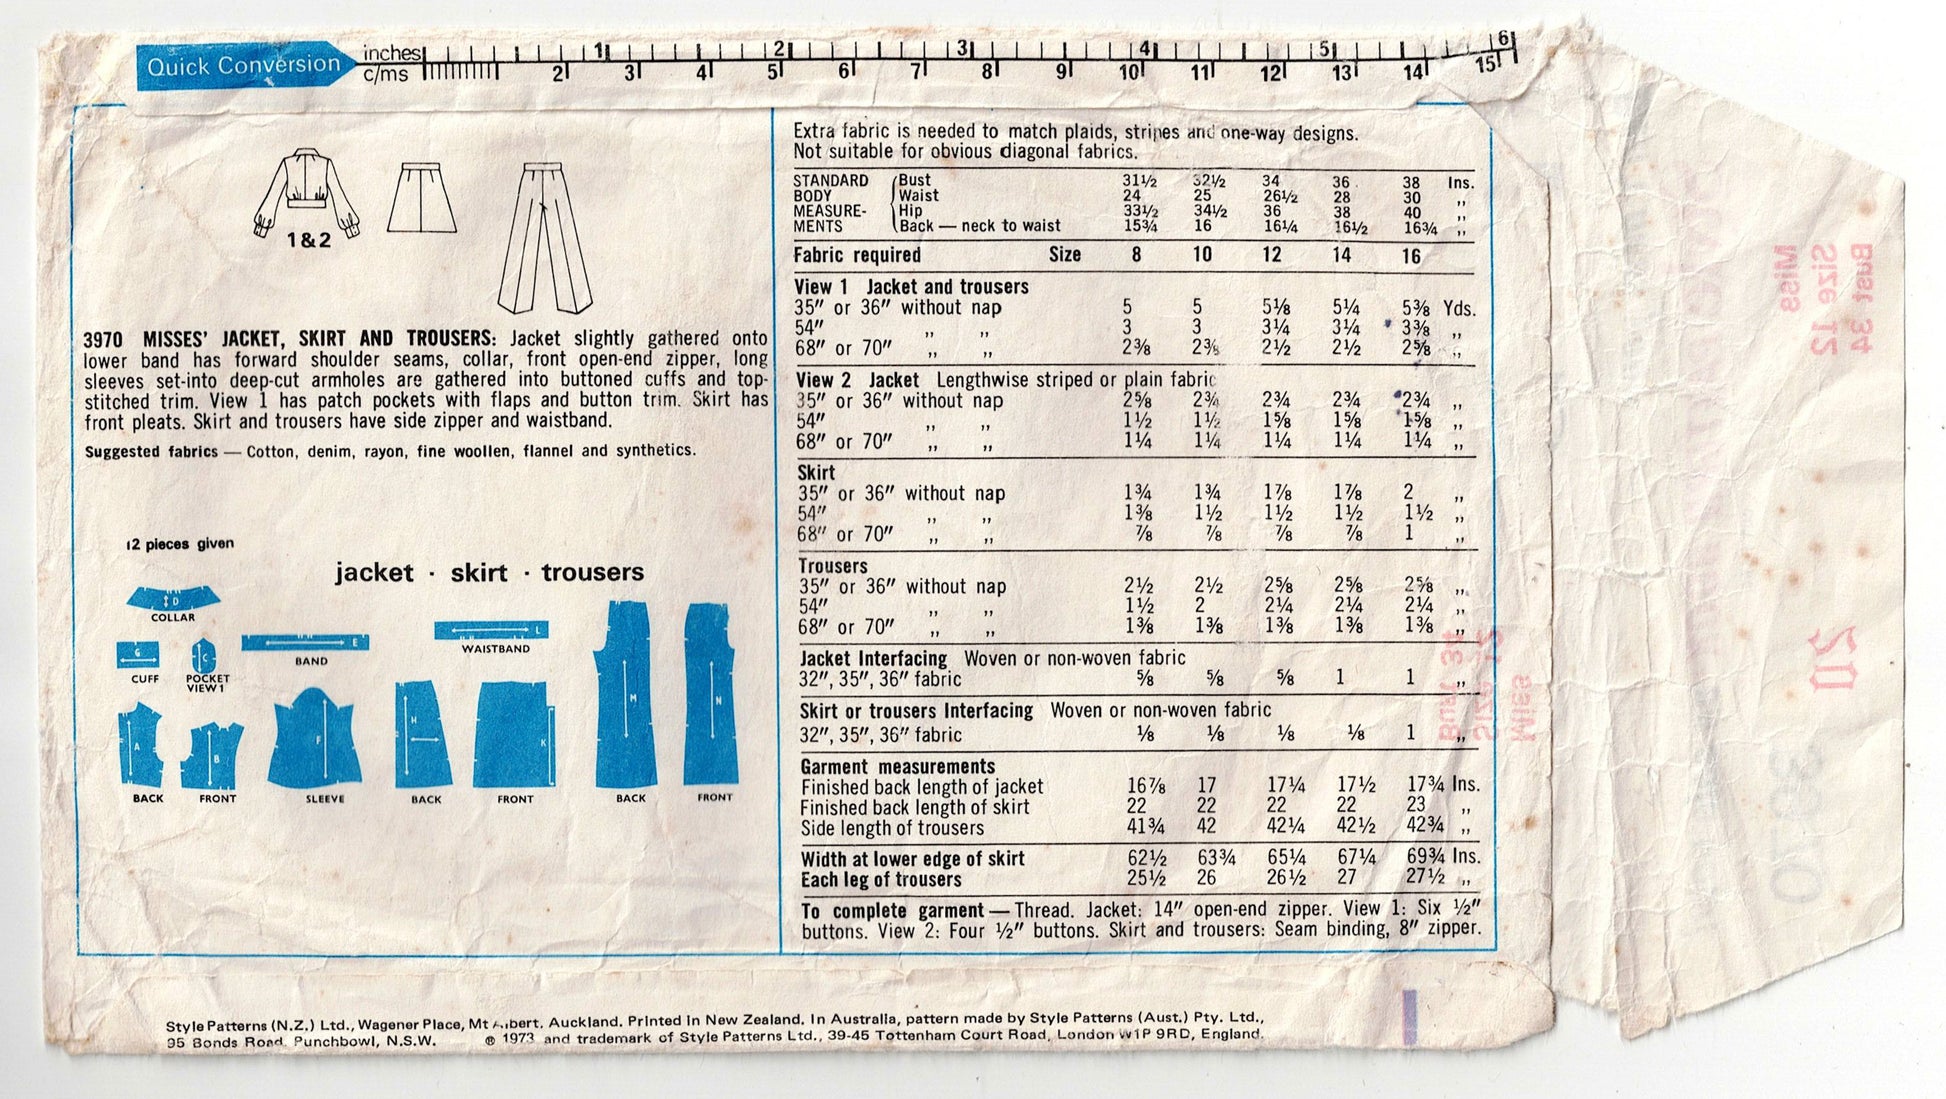 Quick Conversion
inches 1 2 3 4 5 6
c/ms 2 3 4 5 6 7 8 9 10 11 12 13 14 15
1 & 2
3970 MISSES' JACKET, SKIRT AND TROUSERS: Jacket slightly gathered onto
lower band has forward shoulder seams, collar, front open-end zipper, long
sleeves set-into deep-cut armholes are gathered into buttoned cuffs and top-
stitched trim. View 1 has patch pockets with flaps and button trim. Skirt has
front pleats. Skirt and trousers have side zipper and waistband.
Suggested fabrics — Cotton, denim, rayon, fine woollen, flannel and synthetics.
12 pieces given
jacket · skirt · trousers
D
COLLAR
G
CUFF
C
POCKET
VIEW 1
E
BAND
L
WAISTBAND
A
BACK
B
FRONT
F
SLEEVE
H
BACK
K
FRONT
M
BACK
N
FRONT
Extra fabric is needed to match plaids, stripes and one-way designs.
Not suitable for obvious diagonal fabrics.
STANDARD Bust 31½ 32½ 34 36 38 Ins.
BODY Waist 24 25 26½ 28 30 ,,
MEASURE- Hip 33½ 34½ 36 38 40 ,,
MENTS Back — neck to waist 15¾ 16 16¼ 16½ 16¾ ,,
Fabric required Size 8 10 12 14 16
View 1 Jacket and trousers
35" or 36" without nap 5 5 5⅛ 5¼ 5⅜ Yds.
54" ,, ,, 3 3 3¼ 3¼ 3⅜ ,,
68" or 70" ,, ,, 2⅜ 2⅜ 2½ 2½ 2⅝ ,,
View 2 Jacket Lengthwise striped or plain fabric
35" or 36" without nap 2⅝ 2¾ 2¾ 2¾ 2¾ ,,
54" ,, ,, 1½ 1½ 1⅝ 1⅝ 1⅝ ,,
68" or 70" ,, ,, 1¼ 1¼ 1¼ 1¼ 1¼ ,,
Skirt
35" or 36" without nap 1¾ 1¾ 1⅞ 1⅞ 2 ,,
54" ,, ,, 1⅜ 1½ 1½ 1½ 1½ ,,
68" or 70" ,, ,, ⅞ ⅞ ⅞ ⅞ 1 ,,
Trousers
35" or 36" without nap 2½ 2½ 2⅝ 2⅝ 2⅝ ,,
54" ,, ,, 1½ 2 2¼ 2¼ 2¼ ,,
68" or 70" ,, ,, 1⅜ 1⅜ 1⅜ 1⅜ 1⅜ ,,
Jacket Interfacing Woven or non-woven fabric
32", 35", 36" fabric ⅝ ⅝ ⅝ 1 1 ,,
Skirt or trousers Interfacing Woven or non-woven fabric
32", 35", 36" fabric ⅛ ⅛ ⅛ ⅛ 1 ,,
Garment measurements
Finished back length of jacket 16⅞ 17 17¼ 17½ 17¾ Ins.
Finished back length of skirt 22 22 22 22 23 ,,
Side length of trousers 41¾ 42 42¼ 42½ 42¾ ,,
Width at lower edge of skirt 62½ 63¾ 65¼ 67¼ 69¾ Ins.
Each leg of trousers 25½ 26 26½ 27 27½ ,,
To complete garment — Thread. Jacket: 14" open-end zipper. View 1: Six ½"
buttons. View 2: Four ½" buttons. Skirt and trousers: Seam binding, 8" zipper.
Bust 34
Size 12
Miss
Bust 34
Size 12
Miss
Style Patterns (N.Z.) Ltd., Wagener Place, Mt Albert, Auckland. Printed in New Zealand. In Australia, pattern made by Style Patterns (Aust.) Pty. Ltd.,
95 Bonds Road, Punchbowl, N.S.W. ® 1973 and trademark of Style Patterns Ltd., 39-45 Tottenham Court Road, London W1P 9RD, England.